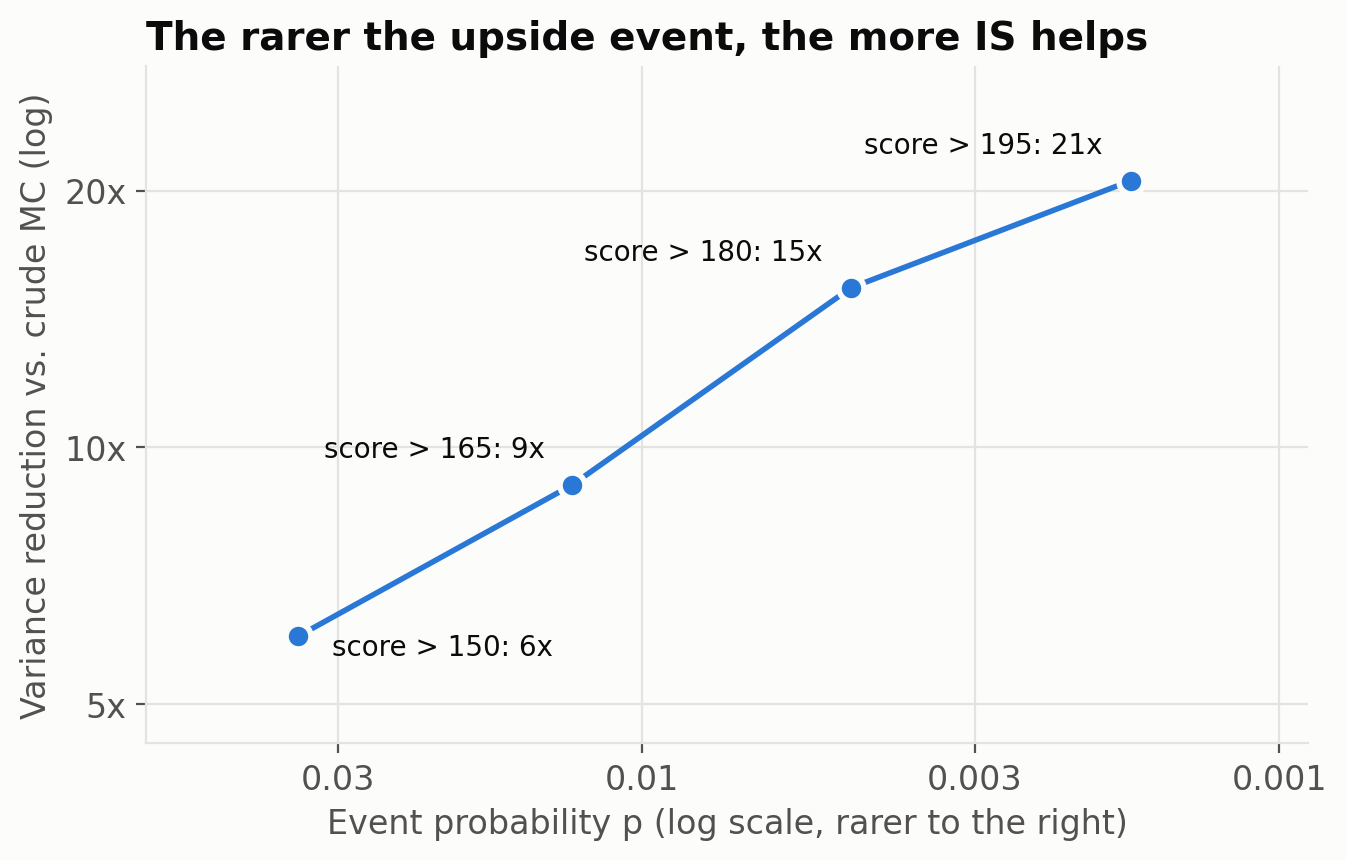 The rarer the upside event, the more IS helps
Variance reduction vs. crude MC (log)
20x
10x
5x
score > 195: 21x
score > 180: 15x
score > 165: 9x
score > 150: 6x
0.03
0.01
0.003
0.001
Event probability p (log scale, rarer to the right)